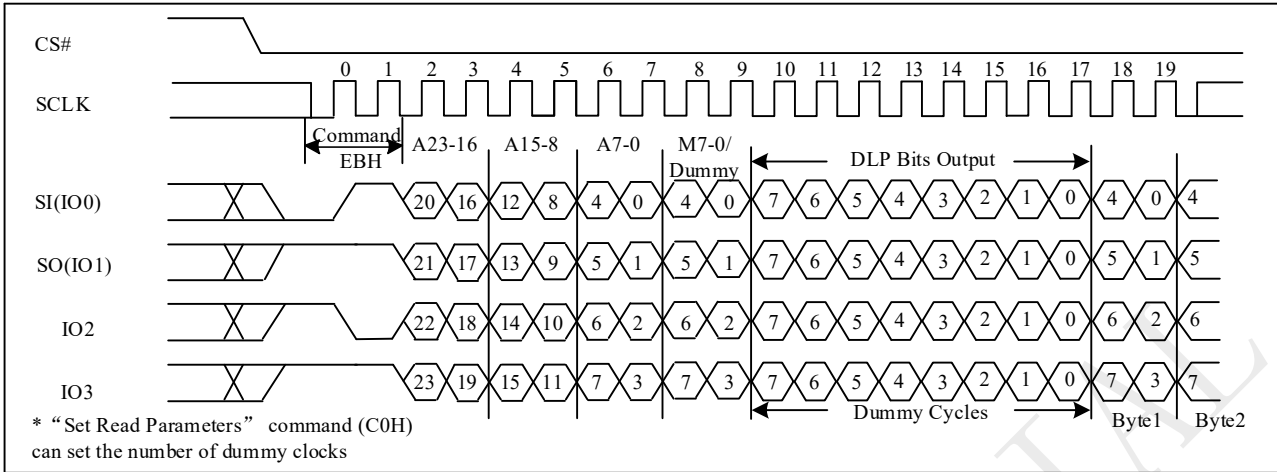 CS#
0 1 2 3 4 5 6 7 8 9 10 11 12 13 14 15 16 17 18 19
SCLK
Command
EBH
A23-16 A15-8 A7-0 M7-0/
Dummy
DLP Bits Output
SI(IO0) 20 16 12 8 4 0 4 0 7 6 5 4 3 2 1 0 4 0 4
SO(IO1) 21 17 13 9 5 1 5 1 7 6 5 4 3 2 1 0 5 1 5
IO2 22 18 14 10 6 2 6 2 7 6 5 4 3 2 1 0 6 2 6
IO3 23 19 15 11 7 3 7 3 7 6 5 4 3 2 1 0 7 3 7
Dummy Cycles Byte1 Byte2
* “Set Read Parameters” command (C0H)
can set the number of dummy clocks